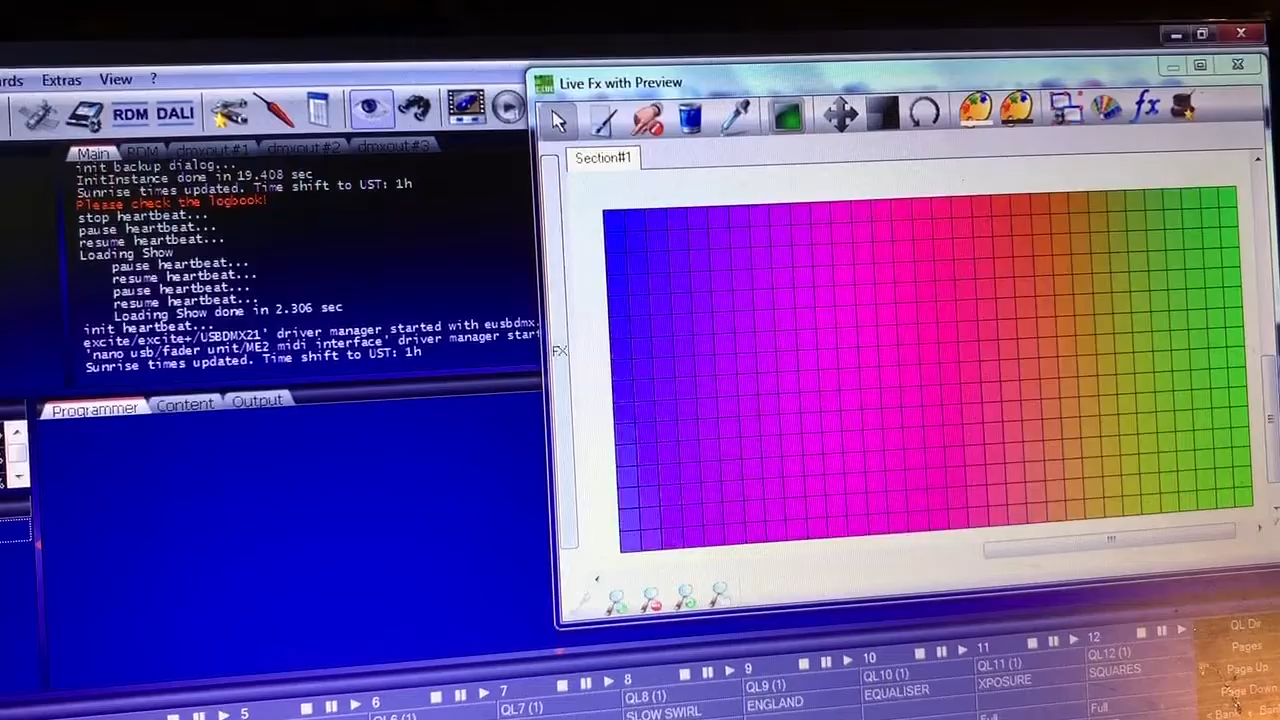 rds Extras View ?
Live Fx with Preview
RDM DALI
fx
Main RDM dmxout #1 dmxout #2 dmxout #3
Section#1
init backup dialog...
InitInstance done in 19.408 sec
Sunrise times updated. Time shift to UST: 1h
Please check the logbook!
stop heartbeat...
pause heartbeat...
resume heartbeat...
Loading Show
pause heartbeat...
resume heartbeat...
pause heartbeat...
resume heartbeat...
Loading Show done in 2.306 sec
init heartbeat...
excite/excite+/USBDMX21' driver manager started with eusbdmx.
'nano usb/fader unit/ME2 midi interface' driver manager star
Sunrise times updated. Time shift to UST: 1h
FX
Programmer Content Output
5
6
7
QL7 (1)
8
QL8 (1)
SLOW SWIRL
9
QL9 (1)
ENGLAND
10
QL10 (1)
EQUALISER
11
QL11 (1)
XPOSURE
Full
12
QL12 (1)
SQUARES
Full
QL Dir
Pages
Page Up
Page Down